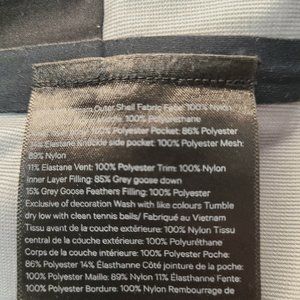 Outer Shell Fabric Face: 100% Nylon
100% Polyurethane
100% Polyester Pocket: 86% Polyester
14% Elastane Knuckle side pocket: 100% Polyester Mesh:
89% Nylon
11% Elastane Vent: 100% Polyester Trim: 100% Nylon
Inner Layer Filling: 85% Grey goose down
15% Grey Goose Feathers Filling: 100% Polyester
Exclusive of decoration Wash with like colours Tumble
dry low with clean tennis balls/ Fabriqué au Vietnam
Tissu avant de la couche extérieure: 100% Nylon Tissu
central de la couche extérieure: 100% Polyuréthane
Corps de la couche intérieure: 100% Polyester Poche:
86% Polyester 14% Élasthanne Côté jointure de la poche:
100% Polyester Maille: 89% Nylon 11% Élasthanne Fente:
100% Polyester Bordure: 100% Nylon Rembourrage de